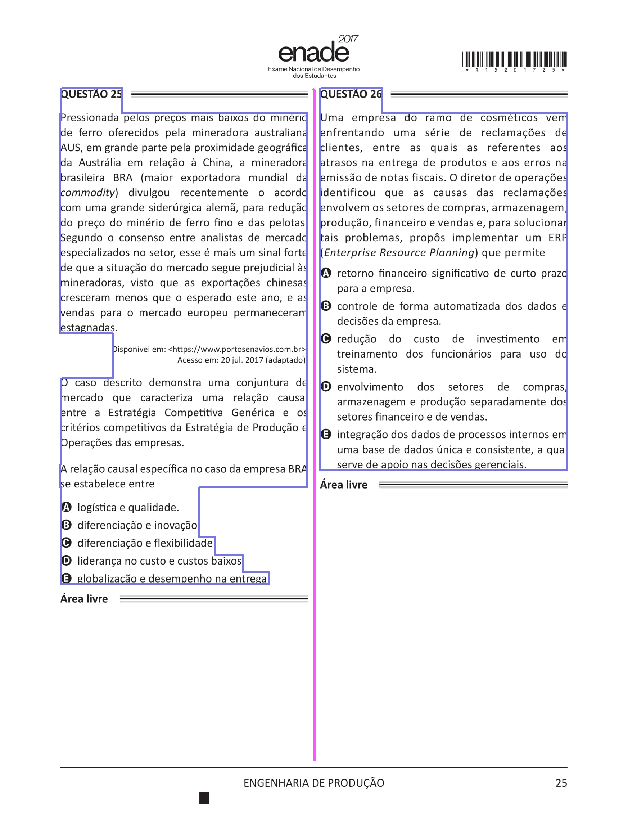 enade 2017
Exame Nacional de Desempenho
dos Estudantes
*R1520172 5*
QUESTÃO 25
Pressionada pelos preços mais baixos do minério
de ferro oferecidos pela mineradora australiana
AUS, em grande parte pela proximidade geográfica
da Austrália em relação à China, a mineradora
brasileira BRA (maior exportadora mundial da
commodity) divulgou recentemente o acordo
com uma grande siderúrgica alemã, para redução
do preço do minério de ferro fino e das pelotas.
Segundo o consenso entre analistas de mercado
especializados no setor, esse é mais um sinal forte
de que a situação do mercado segue prejudicial às
mineradoras, visto que as exportações chinesas
cresceram menos que o esperado este ano, e as
vendas para o mercado europeu permaneceram
estagnadas.
Disponível em: <https://www.portosenavios.com.br>.
Acesso em: 20 jul. 2017 (adaptado).
O caso descrito demonstra uma conjuntura de
mercado que caracteriza uma relação causal
entre a Estratégia Competitiva Genérica e os
critérios competitivos da Estratégia de Produção e
Operações das empresas.
A relação causal específica no caso da empresa BRA
se estabelece entre
A logística e qualidade.
B diferenciação e inovação.
C diferenciação e flexibilidade.
D liderança no custo e custos baixos.
E globalização e desempenho na entrega.
Área livre
QUESTÃO 26
Uma empresa do ramo de cosméticos vem
enfrentando uma série de reclamações de
clientes, entre as quais as referentes aos
atrasos na entrega de produtos e aos erros na
emissão de notas fiscais. O diretor de operações
identificou que as causas das reclamações
envolvem os setores de compras, armazenagem,
produção, financeiro e vendas e, para solucionar
tais problemas, propôs implementar um ERP
(Enterprise Resource Planning) que permite
A retorno financeiro significativo de curto prazo
para a empresa.
B controle de forma automatizada dos dados e
decisões da empresa.
C redução do custo de investimento em
treinamento dos funcionários para uso do
sistema.
D envolvimento dos setores de compras,
armazenagem e produção separadamente dos
setores financeiro e de vendas.
E integração dos dados de processos internos em
uma base de dados única e consistente, a qual
serve de apoio nas decisões gerenciais.
Área livre
ENGENHARIA DE PRODUÇÃO
25